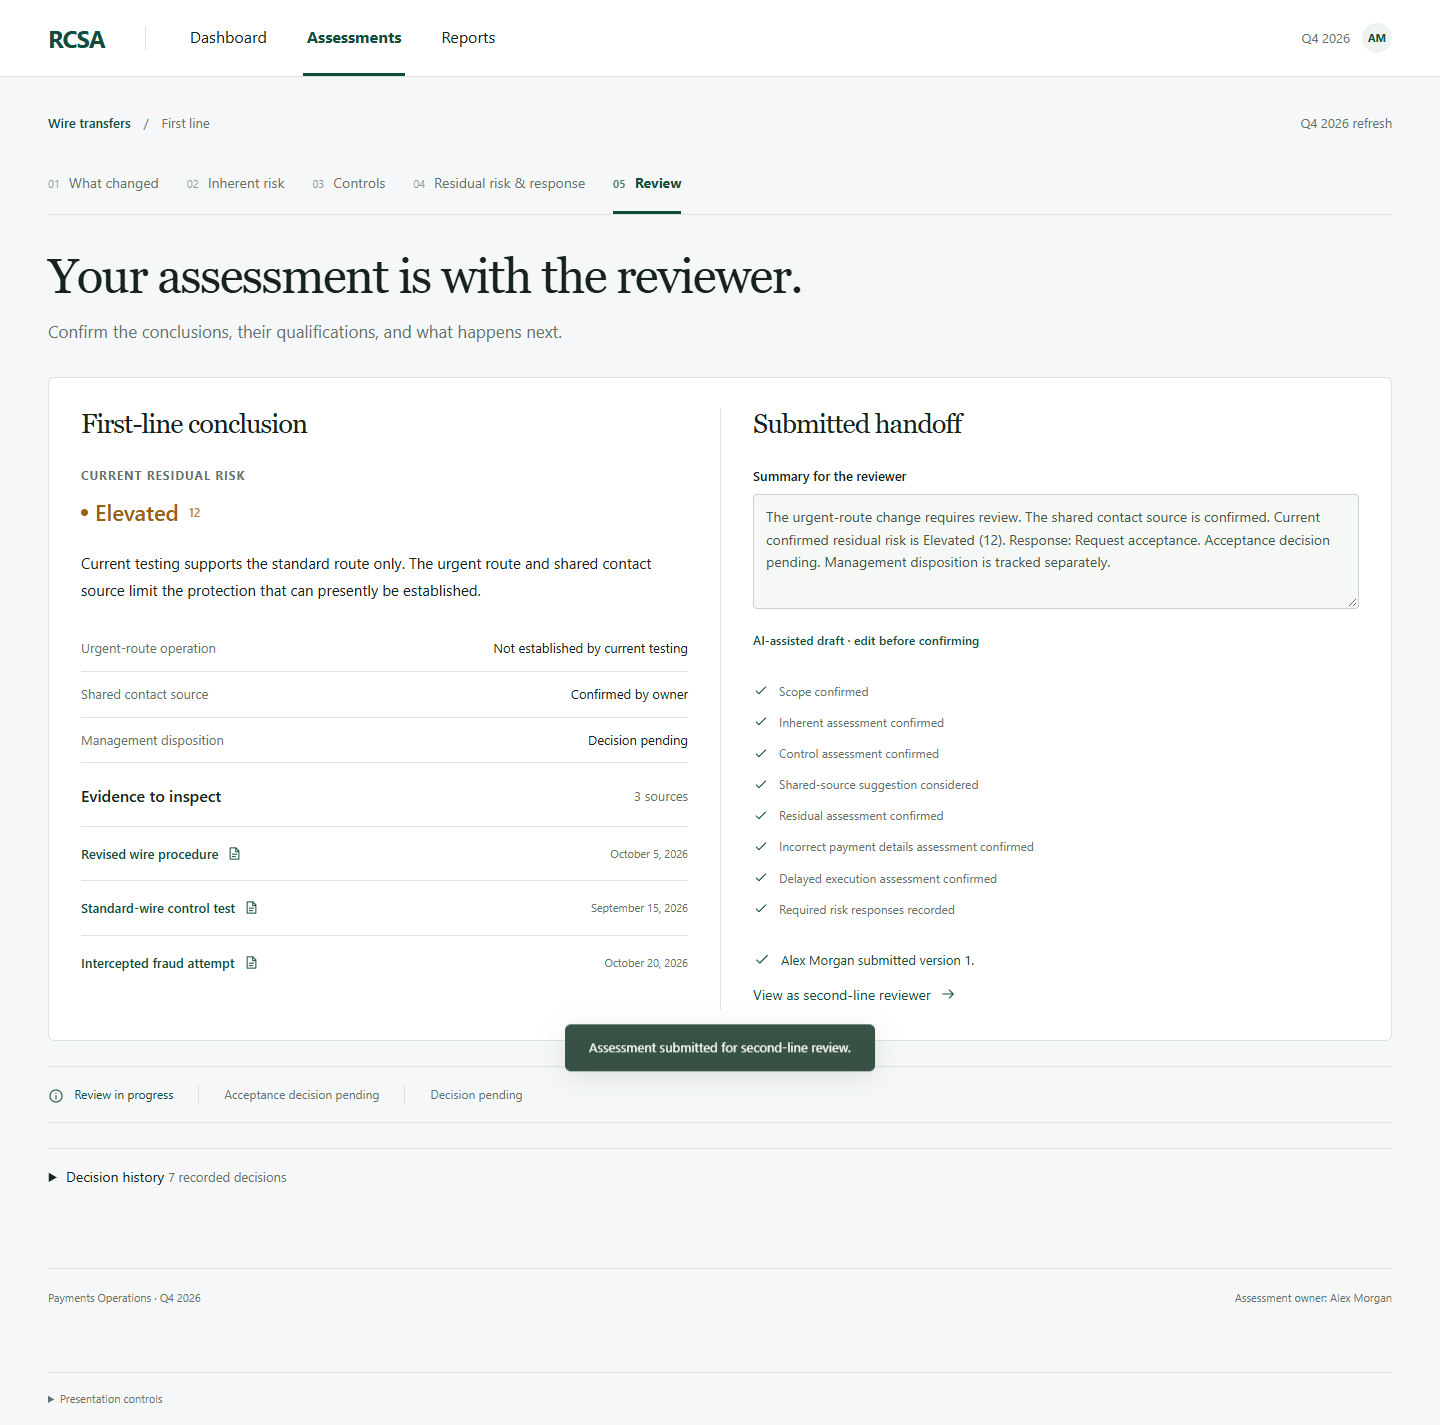 RCSA
Dashboard
Assessments
Reports
Q4 2026
AM
Wire transfers / First line
Q4 2026 refresh
01 What changed
02 Inherent risk
03 Controls
04 Residual risk & response
05 Review
Your assessment is with the reviewer.
Confirm the conclusions, their qualifications, and what happens next.
First-line conclusion
CURRENT RESIDUAL RISK
• Elevated 12
Current testing supports the standard route only. The urgent route and shared contact
source limit the protection that can presently be established.
Urgent-route operation
Not established by current testing
Shared contact source
Confirmed by owner
Management disposition
Decision pending
Evidence to inspect
3 sources
Revised wire procedure
October 5, 2026
Standard-wire control test
September 15, 2026
Intercepted fraud attempt
October 20, 2026
Submitted handoff
Summary for the reviewer
The urgent-route change requires review. The shared contact source is confirmed. Current
confirmed residual risk is Elevated (12). Response: Request acceptance. Acceptance decision
pending. Management disposition is tracked separately.
AI-assisted draft · edit before confirming
Scope confirmed
Inherent assessment confirmed
Control assessment confirmed
Shared-source suggestion considered
Residual assessment confirmed
Incorrect payment details assessment confirmed
Delayed execution assessment confirmed
Required risk responses recorded
Alex Morgan submitted version 1.
View as second-line reviewer
Assessment submitted for second-line review.
Review in progress
Acceptance decision pending
Decision pending
Decision history 7 recorded decisions
Payments Operations · Q4 2026
Assessment owner: Alex Morgan
Presentation controls